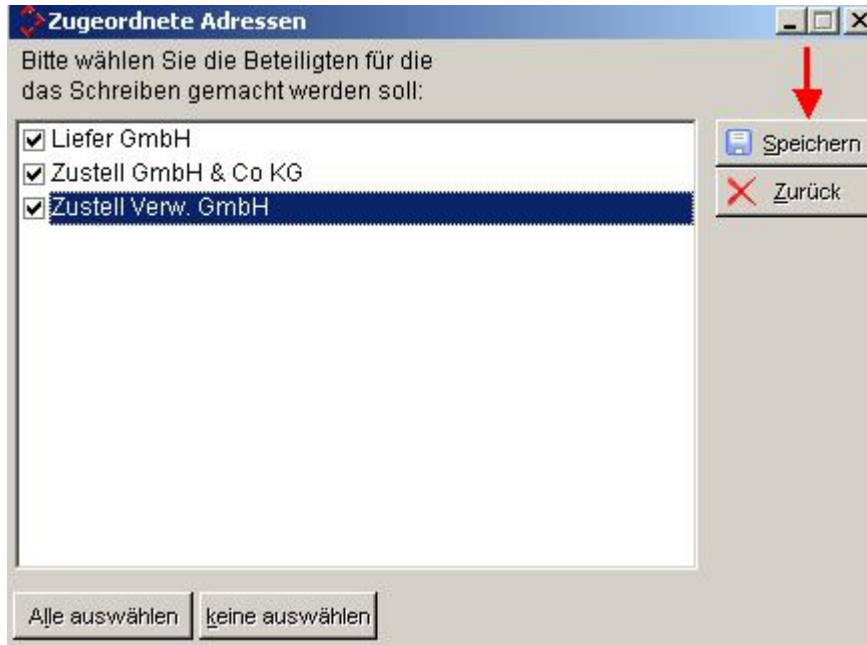 Zugeordnete Adressen
Bitte wählen Sie die Beteiligten für die
das Schreiben gemacht werden soll:
Liefer GmbH
Zustell GmbH & Co KG
Zustell Verw. GmbH
Speichern
Zurück
Alle auswählen
keine auswählen